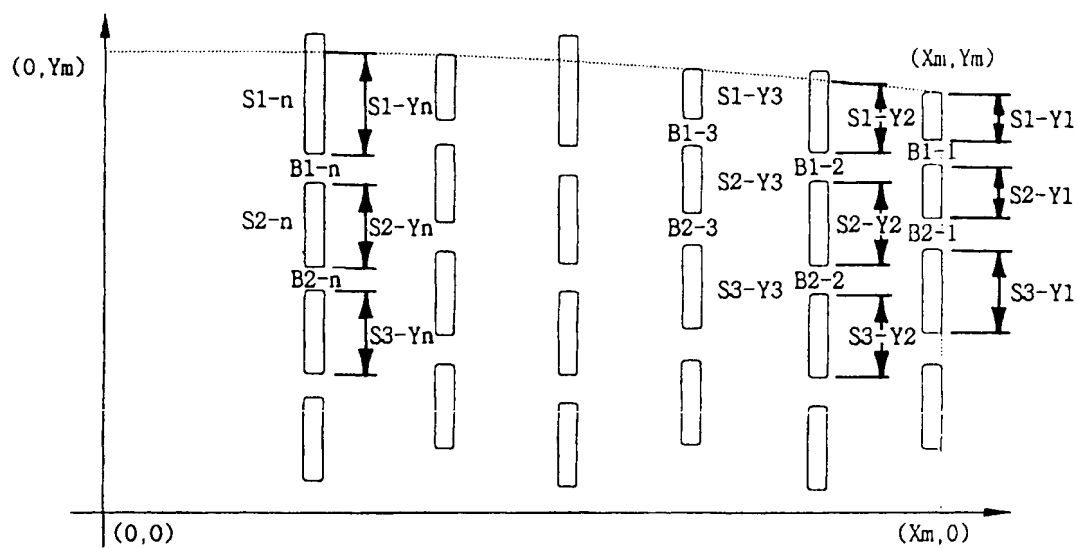 (0,Ym)
(Xm,Ym)
S1-n
S1-Yn
S1-Y3
S1-Y2
S1-Y1
B1-n
B1-3
B1-2
B1-1
S2-n
S2-Yn
S2-Y3
S2-Y2
S2-Y1
B2-n
B2-3
B2-2
B2-1
S3-Yn
S3-Y3
S3-Y2
S3-Y1
(0,0)
(Xm,0)